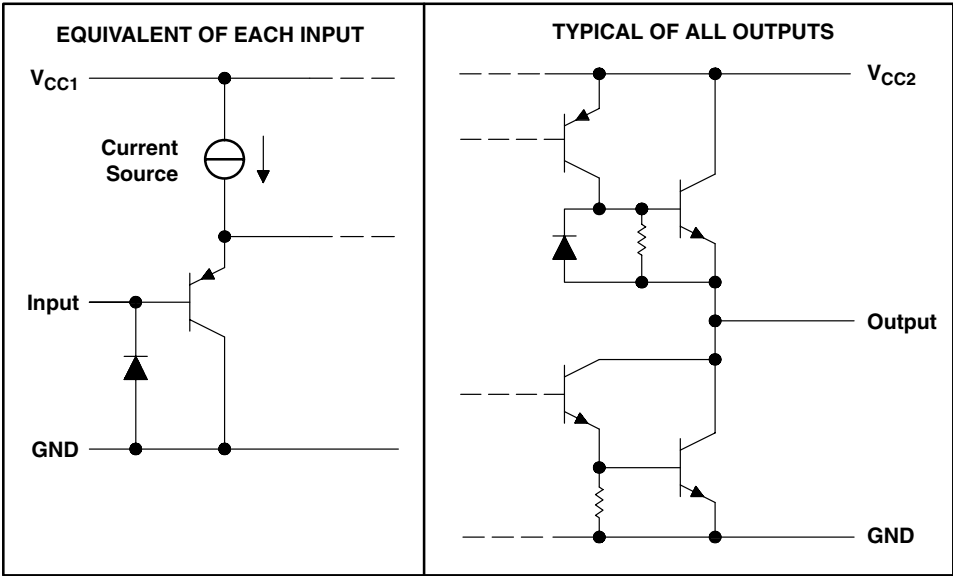 EQUIVALENT OF EACH INPUT
VCC1
Current
Source
Input
GND
TYPICAL OF ALL OUTPUTS
VCC2
Output
GND